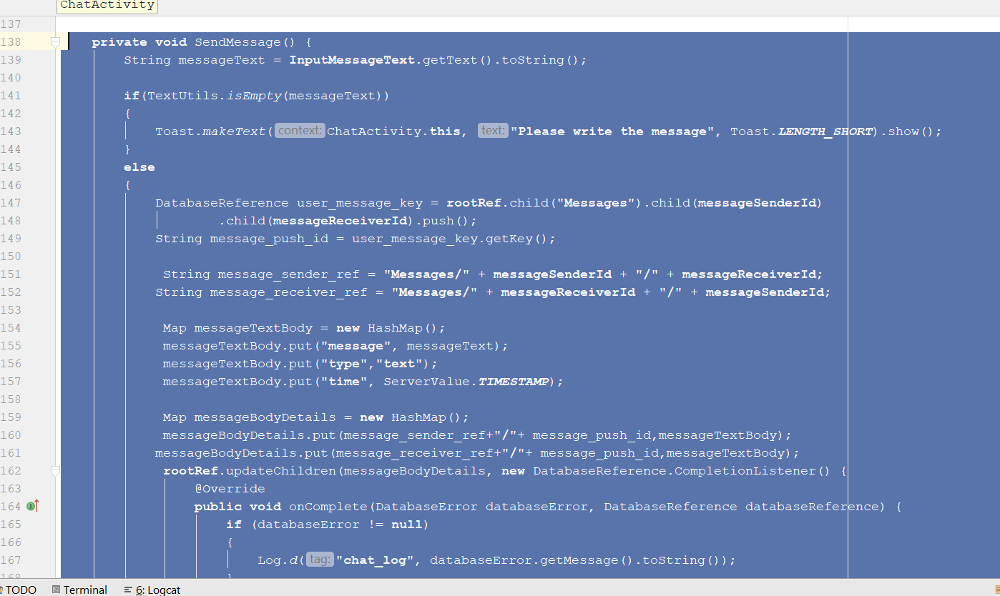 ChatActivity
137
138 private void SendMessage() {
139 String messageText = InputMessageText.getText().toString();
140
141 if(TextUtils.isEmpty(messageText))
142 {
143 Toast.makeText( context: ChatActivity.this, text: "Please write the message", Toast.LENGTH_SHORT).show();
144 }
145 else
146 {
147 DatabaseReference user_message_key = rootRef.child("Messages").child(messageSenderId)
148 .child(messageReceiverId).push();
149 String message_push_id = user_message_key.getKey();
150
151 String message_sender_ref = "Messages/" + messageSenderId + "/" + messageReceiverId;
152 String message_receiver_ref = "Messages/" + messageReceiverId + "/" + messageSenderId;
153
154 Map messageTextBody = new HashMap();
155 messageTextBody.put("message", messageText);
156 messageTextBody.put("type","text");
157 messageTextBody.put("time", ServerValue.TIMESTAMP);
158
159 Map messageBodyDetails = new HashMap();
160 messageBodyDetails.put(message_sender_ref+"/"+ message_push_id,messageTextBody);
161 messageBodyDetails.put(message_receiver_ref+"/"+ message_push_id,messageTextBody);
162 rootRef.updateChildren(messageBodyDetails, new DatabaseReference.CompletionListener() {
163 @Override
164 public void onComplete(DatabaseError databaseError, DatabaseReference databaseReference) {
165 if (databaseError != null)
166 {
167 Log.d( tag: "chat_log", databaseError.getMessage().toString());
168 }
TODO Terminal 6: Logcat